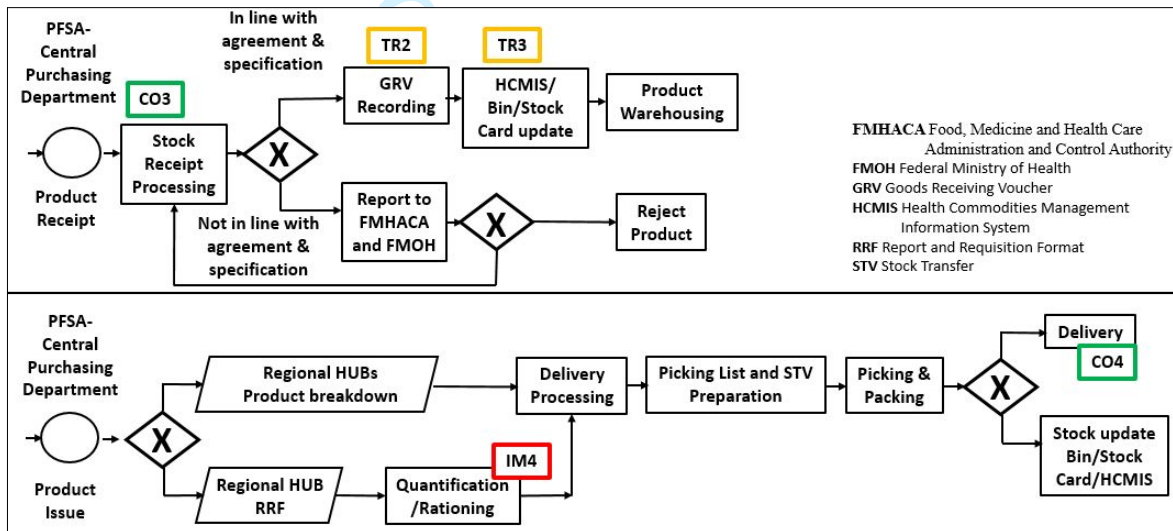 PFSA-
Central
Purchasing
Department
CO3
Product
Receipt
Stock
Receipt
Processing
X
In line with
agreement &
specification
TR2
GRV
Recording
TR3
HCMIS/
Bin/Stock
Card update
Product
Warehousing
Not in line with
agreement &
specification
Report to
FMHACA
and FMOH
X
Reject
Product
FMHACA Food, Medicine and Health Care
Administration and Control Authority
FMOH Federal Ministry of Health
GRV Goods Receiving Voucher
HCMIS Health Commodities Management
Information System
RRF Report and Requisition Format
STV Stock Transfer
PFSA-
Central
Purchasing
Department
Product
Issue
X
Regional HUBs
Product breakdown
Regional HUB
RRF
IM4
Quantification
/Rationing
Delivery
Processing
Picking List and STV
Preparation
Picking &
Packing
X
Delivery
CO4
Stock update
Bin/Stock
Card/HCMIS